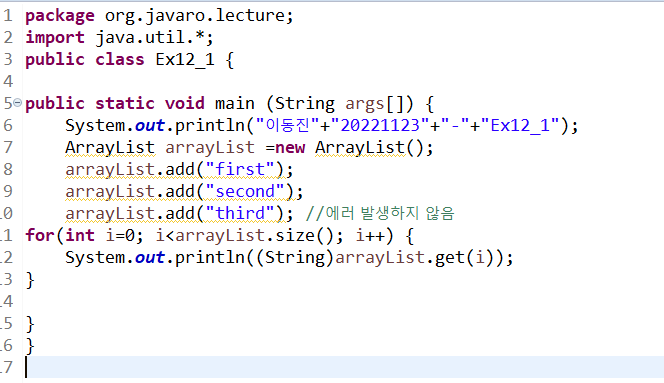 1 package org.javaro.lecture;
2 import java.util.*;
3 public class Ex12_1 {
4
5 public static void main (String args[]) {
6 System.out.println("이동진"+"20221123"+"-"+"Ex12_1");
7 ArrayList arrayList =new ArrayList();
8 arrayList.add("first");
9 arrayList.add("second");
10 arrayList.add("third"); //에러 발생하지 않음
11 for(int i=0; i<arrayList.size(); i++) {
12 System.out.println((String)arrayList.get(i));
13 }
14
15 }
16 }
17